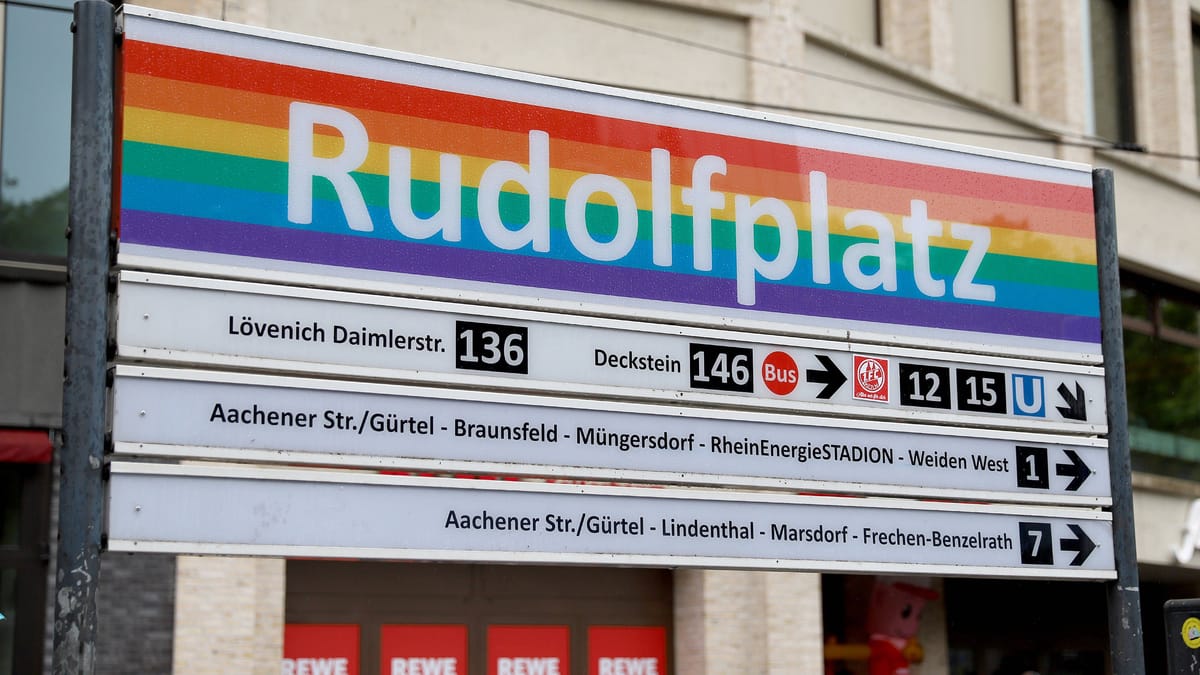 Rudolfplatz
Lövenich Daimlerstr. 136 Deckstein 146 Bus 12 15 U
Aachener Str./Gürtel - Braunsfeld - Müngersdorf - RheinEnergieSTADION - Weiden West 1
Aachener Str./Gürtel - Lindenthal - Marsdorf - Frechen-Benzelrath 7
REWE REWE REWE REWE